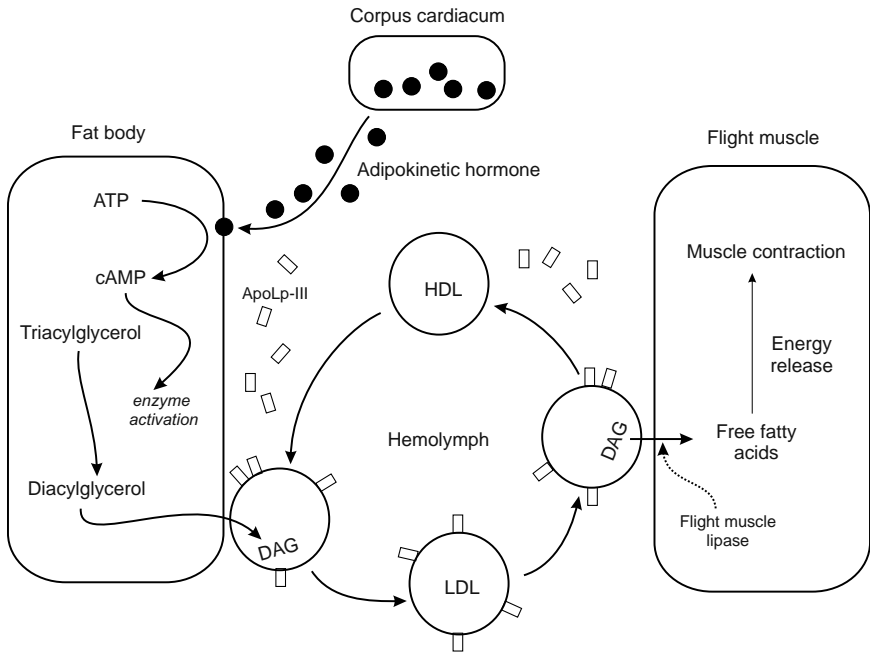 Corpus cardiacum
Fat body
Flight muscle
Adipokinetic hormone
ATP
cAMP
ApoLp-III
HDL
Muscle contraction
Triacylglycerol
Energy
release
enzyme
activation
Hemolymph
DAG
Free fatty
acids
Diacylglycerol
DAG
LDL
Flight muscle
lipase